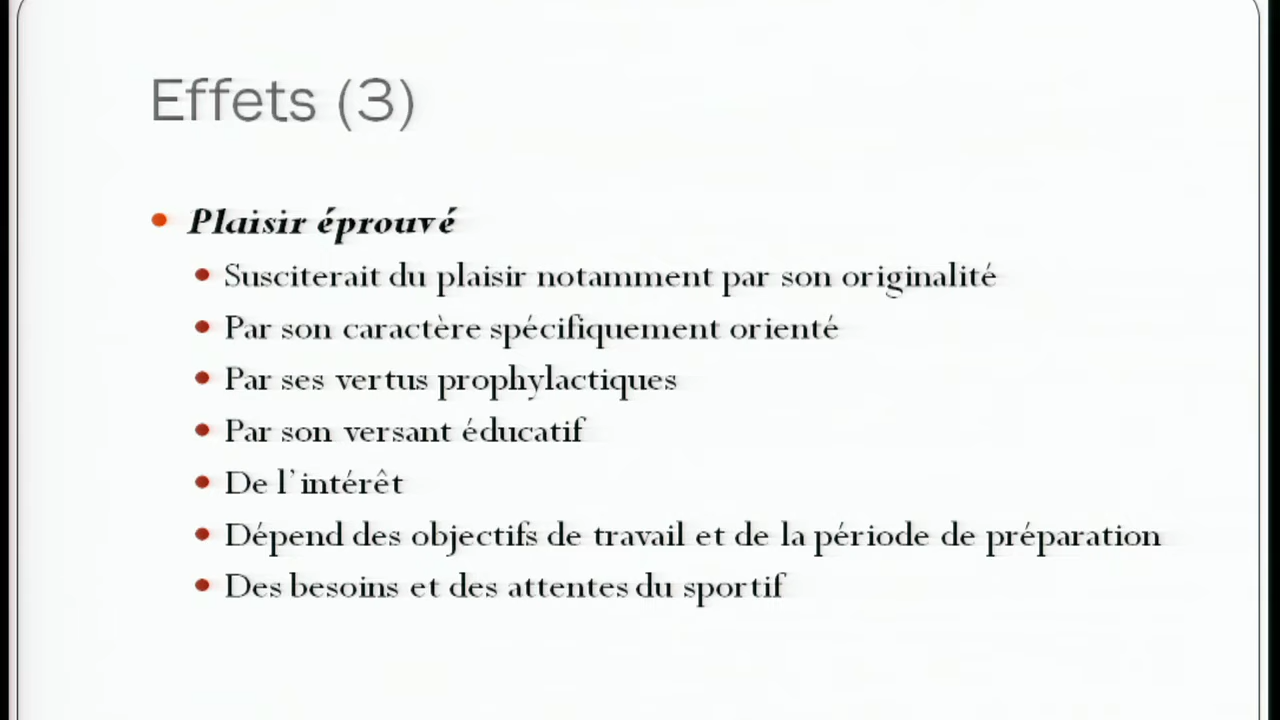 Effets (3)
Plaisir éprouvé
Susciterait du plaisir notamment par son originalité
Par son caractère spécifiquement orienté
Par ses vertus prophylactiques
Par son versant éducatif
De l'intérêt
Dépend des objectifs de travail et de la période de préparation
Des besoins et des attentes du sportif